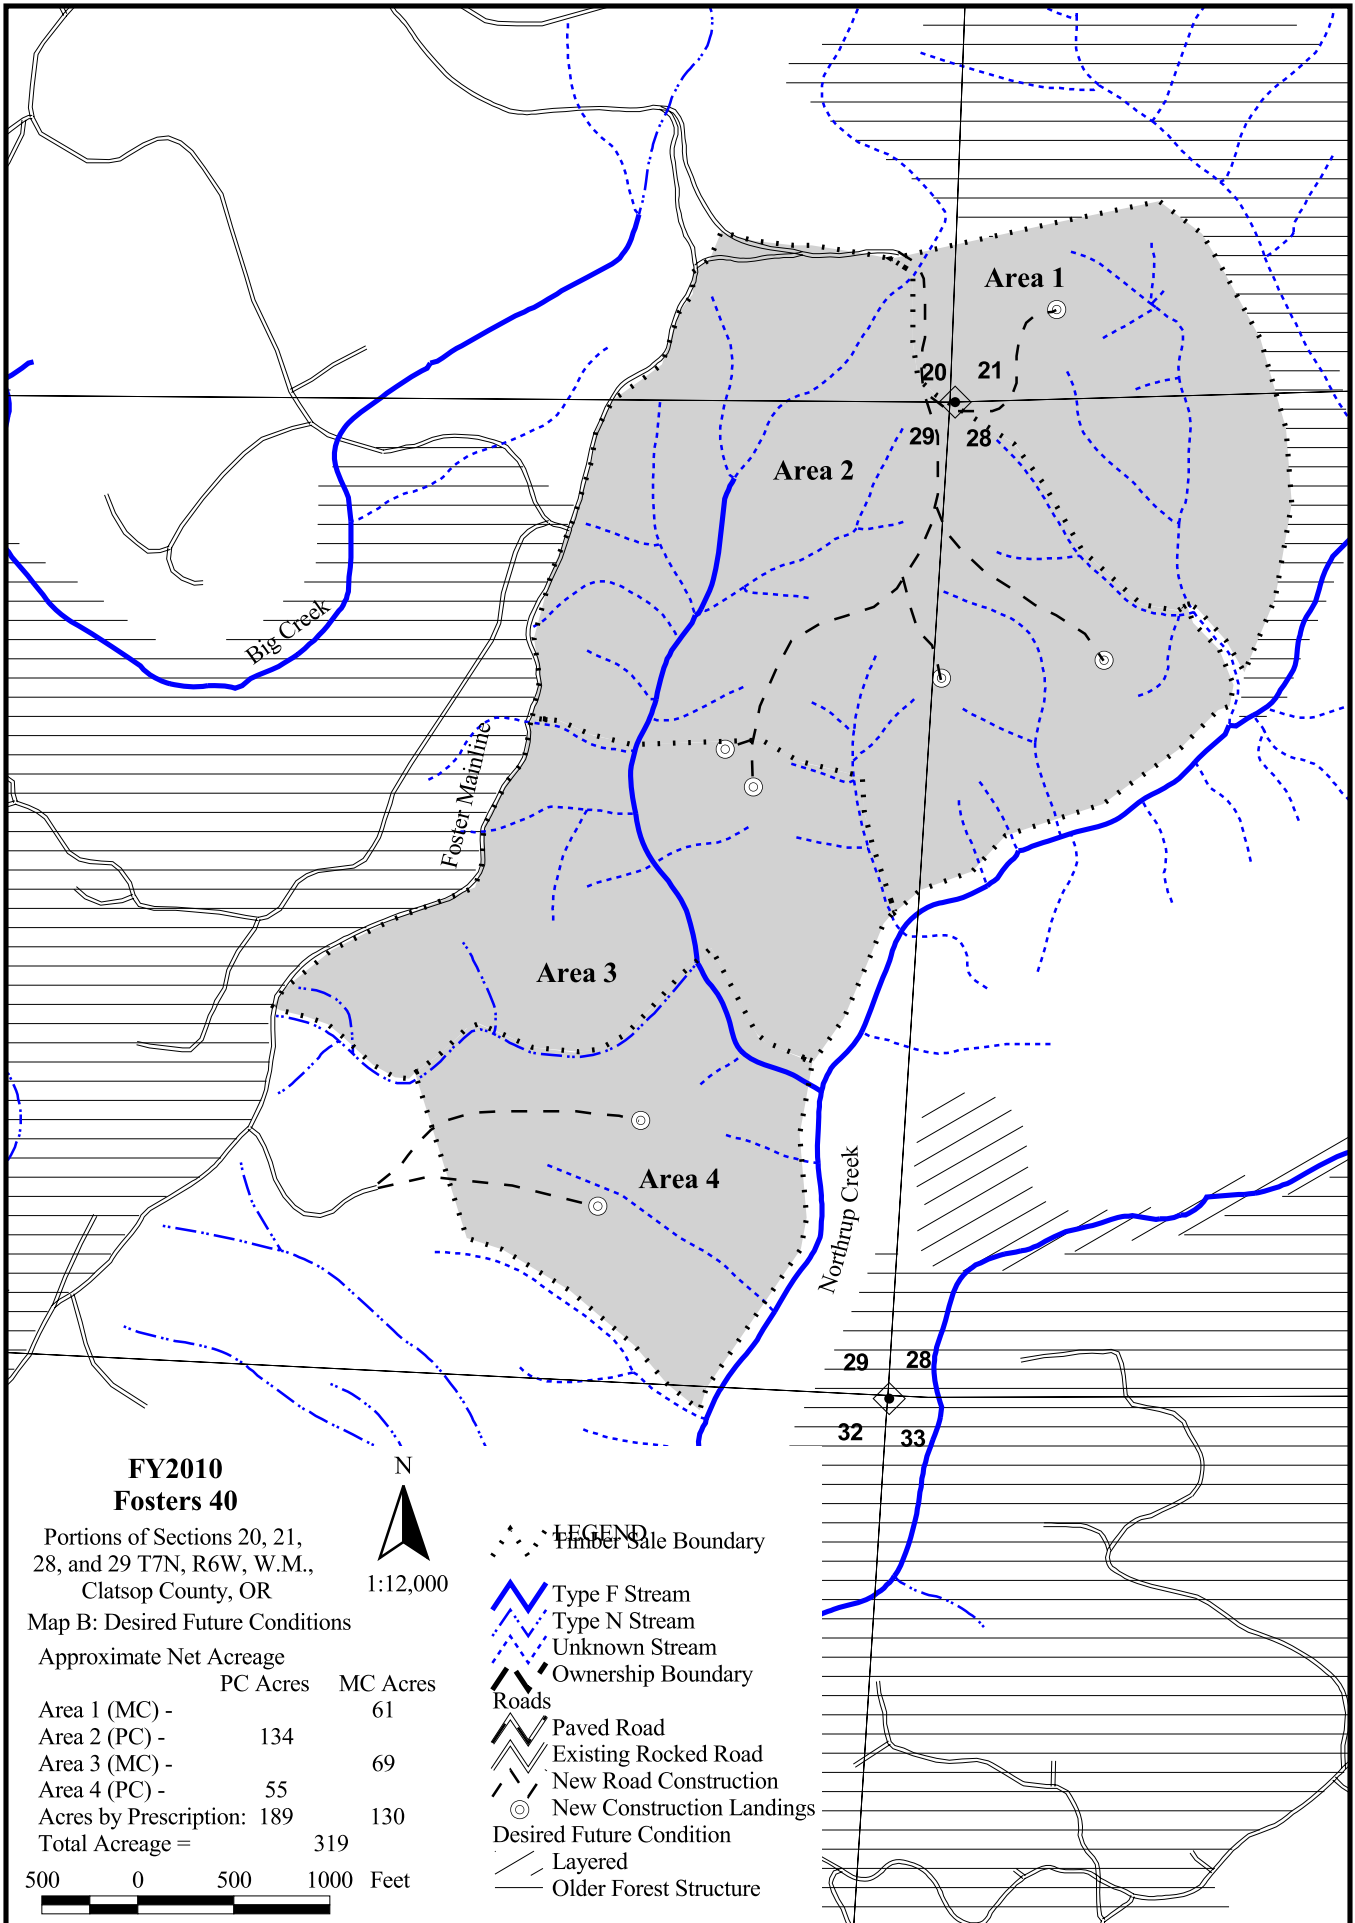 Area 1
20
21
29
28
Area 2
Big Creek
Foster Mainline
Area 3
Area 4
Northrup Creek
29
28
32
33
FY2010
Fosters 40
Portions of Sections 20, 21,
28, and 29 T7N, R6W, W.M.,
Clatsop County, OR
Map B: Desired Future Conditions
N
1:12,000
Approximate Net Acreage
PC Acres MC Acres
Area 1 (MC) - 61
Area 2 (PC) - 134
Area 3 (MC) - 69
Area 4 (PC) - 55
Acres by Prescription: 189 130
Total Acreage = 319
500 0 500 1000 Feet
LEGEND
Timber Sale Boundary
Type F Stream
Type N Stream
Unknown Stream
Ownership Boundary
Roads
Paved Road
Existing Rocked Road
New Road Construction
New Construction Landings
Desired Future Condition
Layered
Older Forest Structure